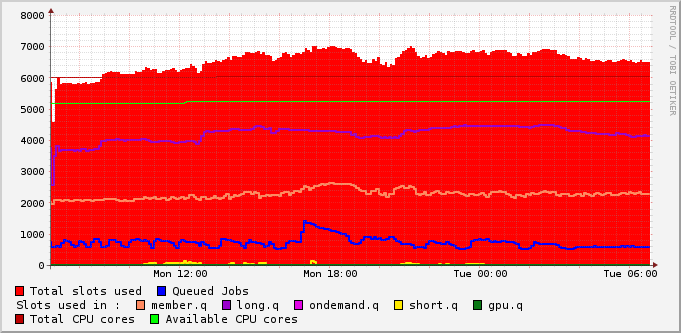 8000
7000
6000
5000
4000
3000
2000
1000
0
Mon 12:00 Mon 18:00 Tue 00:00 Tue 06:00
Total slots used Queued Jobs
Slots used in : member.q long.q ondemand.q short.q gpu.q
Total CPU cores Available CPU cores
RRDTOOL / TOBI OETIKER